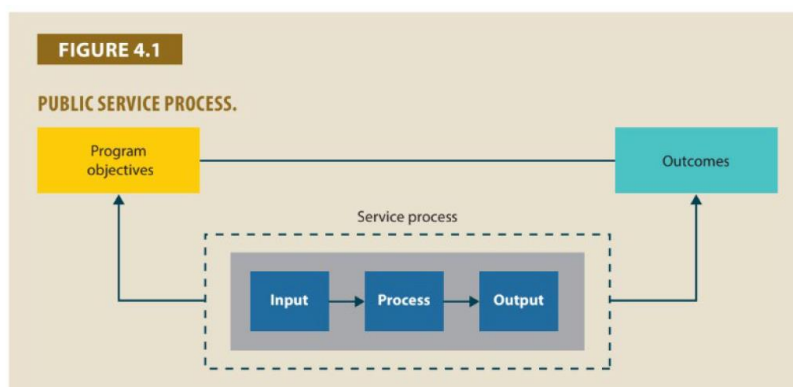 FIGURE 4.1
PUBLIC SERVICE PROCESS.
Program
objectives
Outcomes
Service process
Input
Process
Output